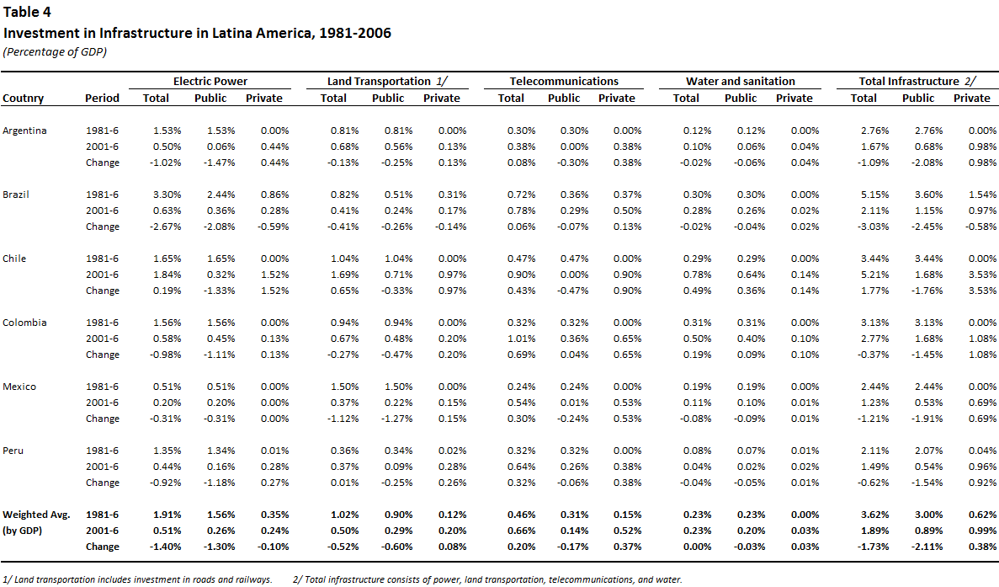 Table 4
Investment in Infrastructure in Latina America, 1981-2006
(Percentage of GDP)
Electric Power Land Transportation 1/ Telecommunications Water and sanitation Total Infrastructure 2/
Coutnry Period Total Public Private Total Public Private Total Public Private Total Public Private Total Public Private
Argentina 1981-6 1.53% 1.53% 0.00% 0.81% 0.81% 0.00% 0.30% 0.30% 0.00% 0.12% 0.12% 0.00% 2.76% 2.76% 0.00%
2001-6 0.50% 0.06% 0.44% 0.68% 0.56% 0.13% 0.38% 0.00% 0.38% 0.10% 0.06% 0.04% 1.67% 0.68% 0.98%
Change -1.02% -1.47% 0.44% -0.13% -0.25% 0.13% 0.08% -0.30% 0.38% -0.02% -0.06% 0.04% -1.09% -2.08% 0.98%
Brazil 1981-6 3.30% 2.44% 0.86% 0.82% 0.51% 0.31% 0.72% 0.36% 0.37% 0.30% 0.30% 0.00% 5.15% 3.60% 1.54%
2001-6 0.63% 0.36% 0.28% 0.41% 0.24% 0.17% 0.78% 0.29% 0.50% 0.28% 0.26% 0.02% 2.11% 1.15% 0.97%
Change -2.67% -2.08% -0.59% -0.41% -0.26% -0.14% 0.06% -0.07% 0.13% -0.02% -0.04% 0.02% -3.03% -2.45% -0.58%
Chile 1981-6 1.65% 1.65% 0.00% 1.04% 1.04% 0.00% 0.47% 0.47% 0.00% 0.29% 0.29% 0.00% 3.44% 3.44% 0.00%
2001-6 1.84% 0.32% 1.52% 1.69% 0.71% 0.97% 0.90% 0.00% 0.90% 0.78% 0.64% 0.14% 5.21% 1.68% 3.53%
Change 0.19% -1.33% 1.52% 0.65% -0.33% 0.97% 0.43% -0.47% 0.90% 0.49% 0.36% 0.14% 1.77% -1.76% 3.53%
Colombia 1981-6 1.56% 1.56% 0.00% 0.94% 0.94% 0.00% 0.32% 0.32% 0.00% 0.31% 0.31% 0.00% 3.13% 3.13% 0.00%
2001-6 0.58% 0.45% 0.13% 0.67% 0.48% 0.20% 1.01% 0.36% 0.65% 0.50% 0.40% 0.10% 2.77% 1.68% 1.08%
Change -0.98% -1.11% 0.13% -0.27% -0.47% 0.20% 0.69% 0.04% 0.65% 0.19% 0.09% 0.10% -0.37% -1.45% 1.08%
Mexico 1981-6 0.51% 0.51% 0.00% 1.50% 1.50% 0.00% 0.24% 0.24% 0.00% 0.19% 0.19% 0.00% 2.44% 2.44% 0.00%
2001-6 0.20% 0.20% 0.00% 0.37% 0.22% 0.15% 0.54% 0.01% 0.53% 0.11% 0.10% 0.01% 1.23% 0.53% 0.69%
Change -0.31% -0.31% 0.00% -1.12% -1.27% 0.15% 0.30% -0.24% 0.53% -0.08% -0.09% 0.01% -1.21% -1.91% 0.69%
Peru 1981-6 1.35% 1.34% 0.01% 0.36% 0.34% 0.02% 0.32% 0.32% 0.00% 0.08% 0.07% 0.01% 2.11% 2.07% 0.04%
2001-6 0.44% 0.16% 0.28% 0.37% 0.09% 0.28% 0.64% 0.26% 0.38% 0.04% 0.02% 0.02% 1.49% 0.54% 0.96%
Change -0.92% -1.18% 0.27% 0.01% -0.25% 0.26% 0.32% -0.06% 0.38% -0.04% -0.05% 0.01% -0.62% -1.54% 0.92%
Weighted Avg. 1981-6 1.91% 1.56% 0.35% 1.02% 0.90% 0.12% 0.46% 0.31% 0.15% 0.23% 0.23% 0.00% 3.62% 3.00% 0.62%
(by GDP) 2001-6 0.51% 0.26% 0.24% 0.50% 0.29% 0.20% 0.66% 0.14% 0.52% 0.23% 0.20% 0.03% 1.89% 0.89% 0.99%
Change -1.40% -1.30% -0.10% -0.52% -0.60% 0.08% 0.20% -0.17% 0.37% 0.00% -0.03% 0.03% -1.73% -2.11% 0.38%
1/ Land transportation includes investment in roads and railways. 2/ Total infrastructure consists of power, land transportation, telecommunications, and water.